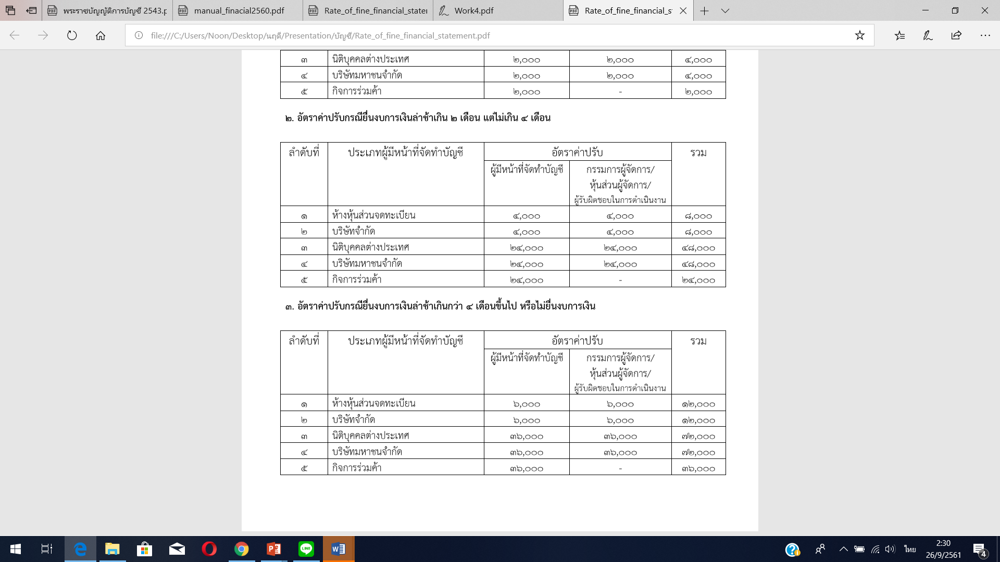 พระราชบัญญัติการบัญชี 2543.p
manual_finacial2560.pdf
Rate_of_fine_financial_stater
Work4.pdf
Rate_of_fine_financial_st
file:///C:/Users/Noon/Desktop/นฤดี/Presentation/บัญชี/Rate_of_fine_financial_statement.pdf
๓ นิติบุคคลต่างประเทศ ๒,๐๐๐ ๒,๐๐๐ ๔,๐๐๐
๔ บริษัทมหาชนจำกัด ๒,๐๐๐ ๒,๐๐๐ ๔,๐๐๐
๕ กิจการร่วมค้า ๒,๐๐๐ - ๒,๐๐๐
๒. อัตราค่าปรับกรณียื่นงบการเงินล่าช้าเกิน ๒ เดือน แต่ไม่เกิน ๔ เดือน
ลำดับที่ ประเภทผู้มีหน้าที่จัดทำบัญชี อัตราค่าปรับ รวม
ผู้มีหน้าที่จัดทำบัญชี กรรมการผู้จัดการ/
หุ้นส่วนผู้จัดการ/
ผู้รับผิดชอบในการดำเนินงาน
๑ ห้างหุ้นส่วนจดทะเบียน ๔,๐๐๐ ๔,๐๐๐ ๘,๐๐๐
๒ บริษัทจำกัด ๔,๐๐๐ ๔,๐๐๐ ๘,๐๐๐
๓ นิติบุคคลต่างประเทศ ๒๔,๐๐๐ ๒๔,๐๐๐ ๔๘,๐๐๐
๔ บริษัทมหาชนจำกัด ๒๔,๐๐๐ ๒๔,๐๐๐ ๔๘,๐๐๐
๕ กิจการร่วมค้า ๒๔,๐๐๐ - ๒๔,๐๐๐
๓. อัตราค่าปรับกรณียื่นงบการเงินล่าช้าเกินกว่า ๔ เดือนขึ้นไป หรือไม่ยื่นงบการเงิน
ลำดับที่ ประเภทผู้มีหน้าที่จัดทำบัญชี อัตราค่าปรับ รวม
ผู้มีหน้าที่จัดทำบัญชี กรรมการผู้จัดการ/
หุ้นส่วนผู้จัดการ/
ผู้รับผิดชอบในการดำเนินงาน
๑ ห้างหุ้นส่วนจดทะเบียน ๖,๐๐๐ ๖,๐๐๐ ๑๒,๐๐๐
๒ บริษัทจำกัด ๖,๐๐๐ ๖,๐๐๐ ๑๒,๐๐๐
๓ นิติบุคคลต่างประเทศ ๓๖,๐๐๐ ๓๖,๐๐๐ ๗๒,๐๐๐
๔ บริษัทมหาชนจำกัด ๓๖,๐๐๐ ๓๖,๐๐๐ ๗๒,๐๐๐
๕ กิจการร่วมค้า ๓๖,๐๐๐ - ๓๖,๐๐๐
LINE
ไทย
2:30
26/9/2561
4